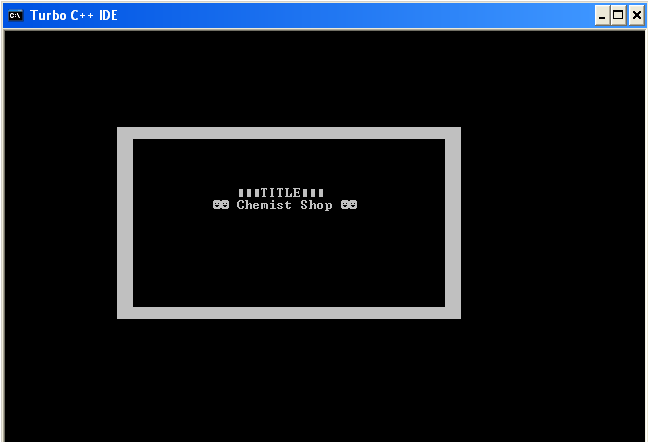 Turbo C++ IDE
▮▮▮TITLE▮▮▮
☻☻ Chemist Shop ☻☻